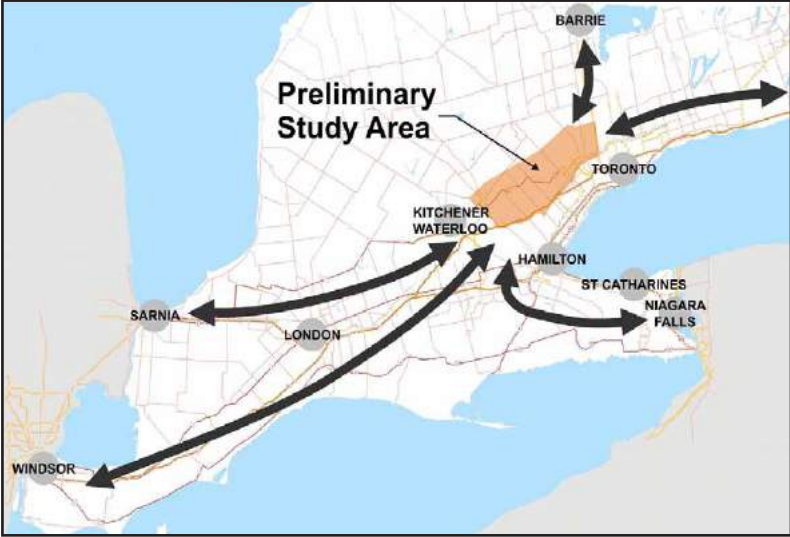 BARRIE
Preliminary
Study Area
TORONTO
KITCHENER
WATERLOO
HAMILTON
ST CATHARINES
NIAGARA
FALLS
SARNIA
LONDON
WINDSOR